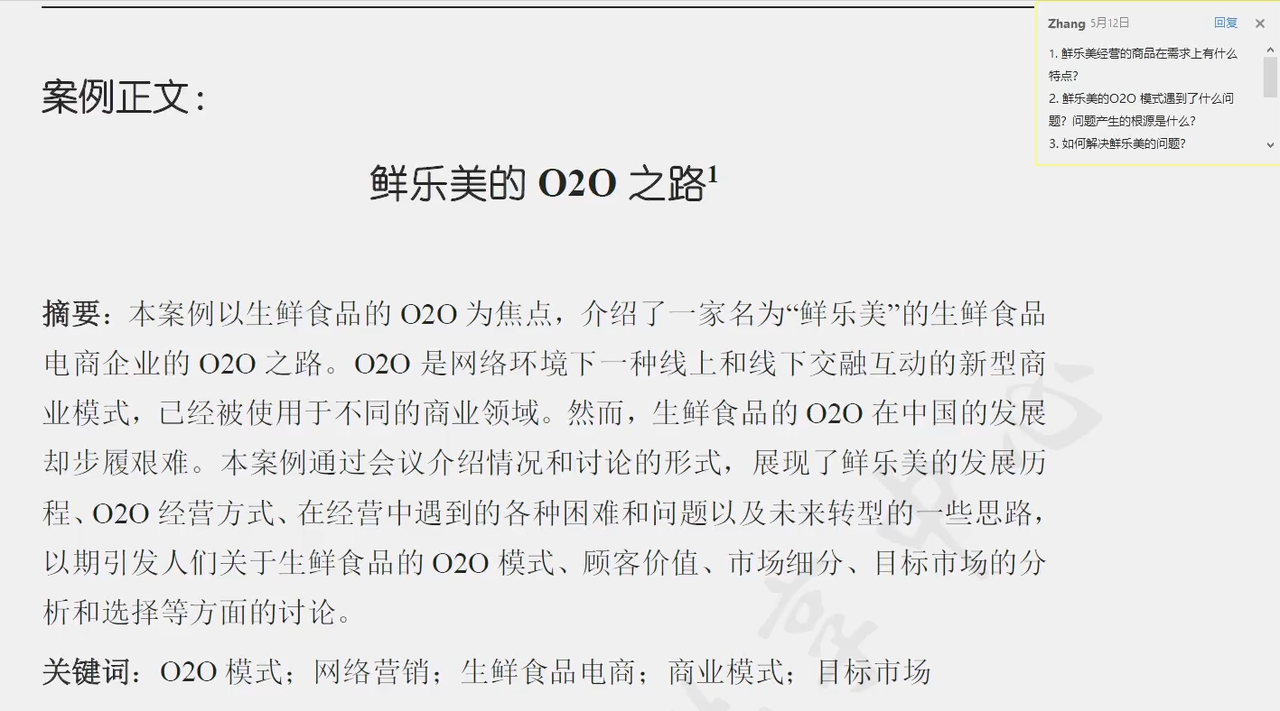 案例正文：
鲜乐美的 O2O 之路1
摘要：本案例以生鲜食品的 O2O 为焦点，介绍了一家名为“鲜乐美”的生鲜食品
电商企业的 O2O 之路。O2O 是网络环境下一种线上和线下交融互动的新型商
业模式，已经被使用于不同的商业领域。然而，生鲜食品的 O2O 在中国的发展
却步履艰难。本案例通过会议介绍情况和讨论的形式，展现了鲜乐美的发展历
程、O2O 经营方式、在经营中遇到的各种困难和问题以及未来转型的一些思路，
以期引发人们关于生鲜食品的 O2O 模式、顾客价值、市场细分、目标市场的分
析和选择等方面的讨论。
关键词：O2O 模式；网络营销；生鲜食品电商；商业模式；目标市场
Zhang 5月12日 回复
1. 鲜乐美经营的商品在需求上有什么
特点？
2. 鲜乐美的O2O 模式遇到了什么问
题？问题产生的根源是什么？
3. 如何解决鲜乐美的问题？